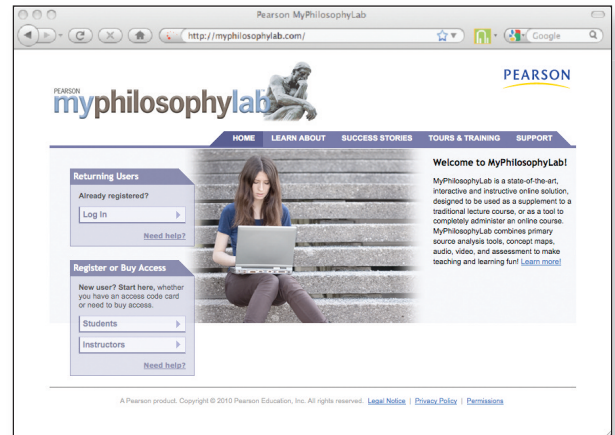 Pearson MyPhilosophyLab
http://myphilosophylab.com/
Google
PEARSON
PEARSON
myphilosophylab
HOME LEARN ABOUT SUCCESS STORIES TOURS & TRAINING SUPPORT
Returning Users
Already registered?
Log In
Need help?
Register or Buy Access
New user? Start here, whether
you have an access code card
or need to buy access.
Students
Instructors
Need help?
Welcome to MyPhilosophyLab!
MyPhilosophyLab is a state-of-the-art,
interactive and instructive online solution,
designed to be used as a supplement to a
traditional lecture course, or as a tool to
completely administer an online course.
MyPhilosophyLab combines primary
source analysis tools, concept maps,
audio, video, and assessment to make
teaching and learning fun! Learn more!
A Pearson product. Copyright © 2010 Pearson Education, Inc. All rights reserved. Legal Notice | Privacy Policy | Permissions